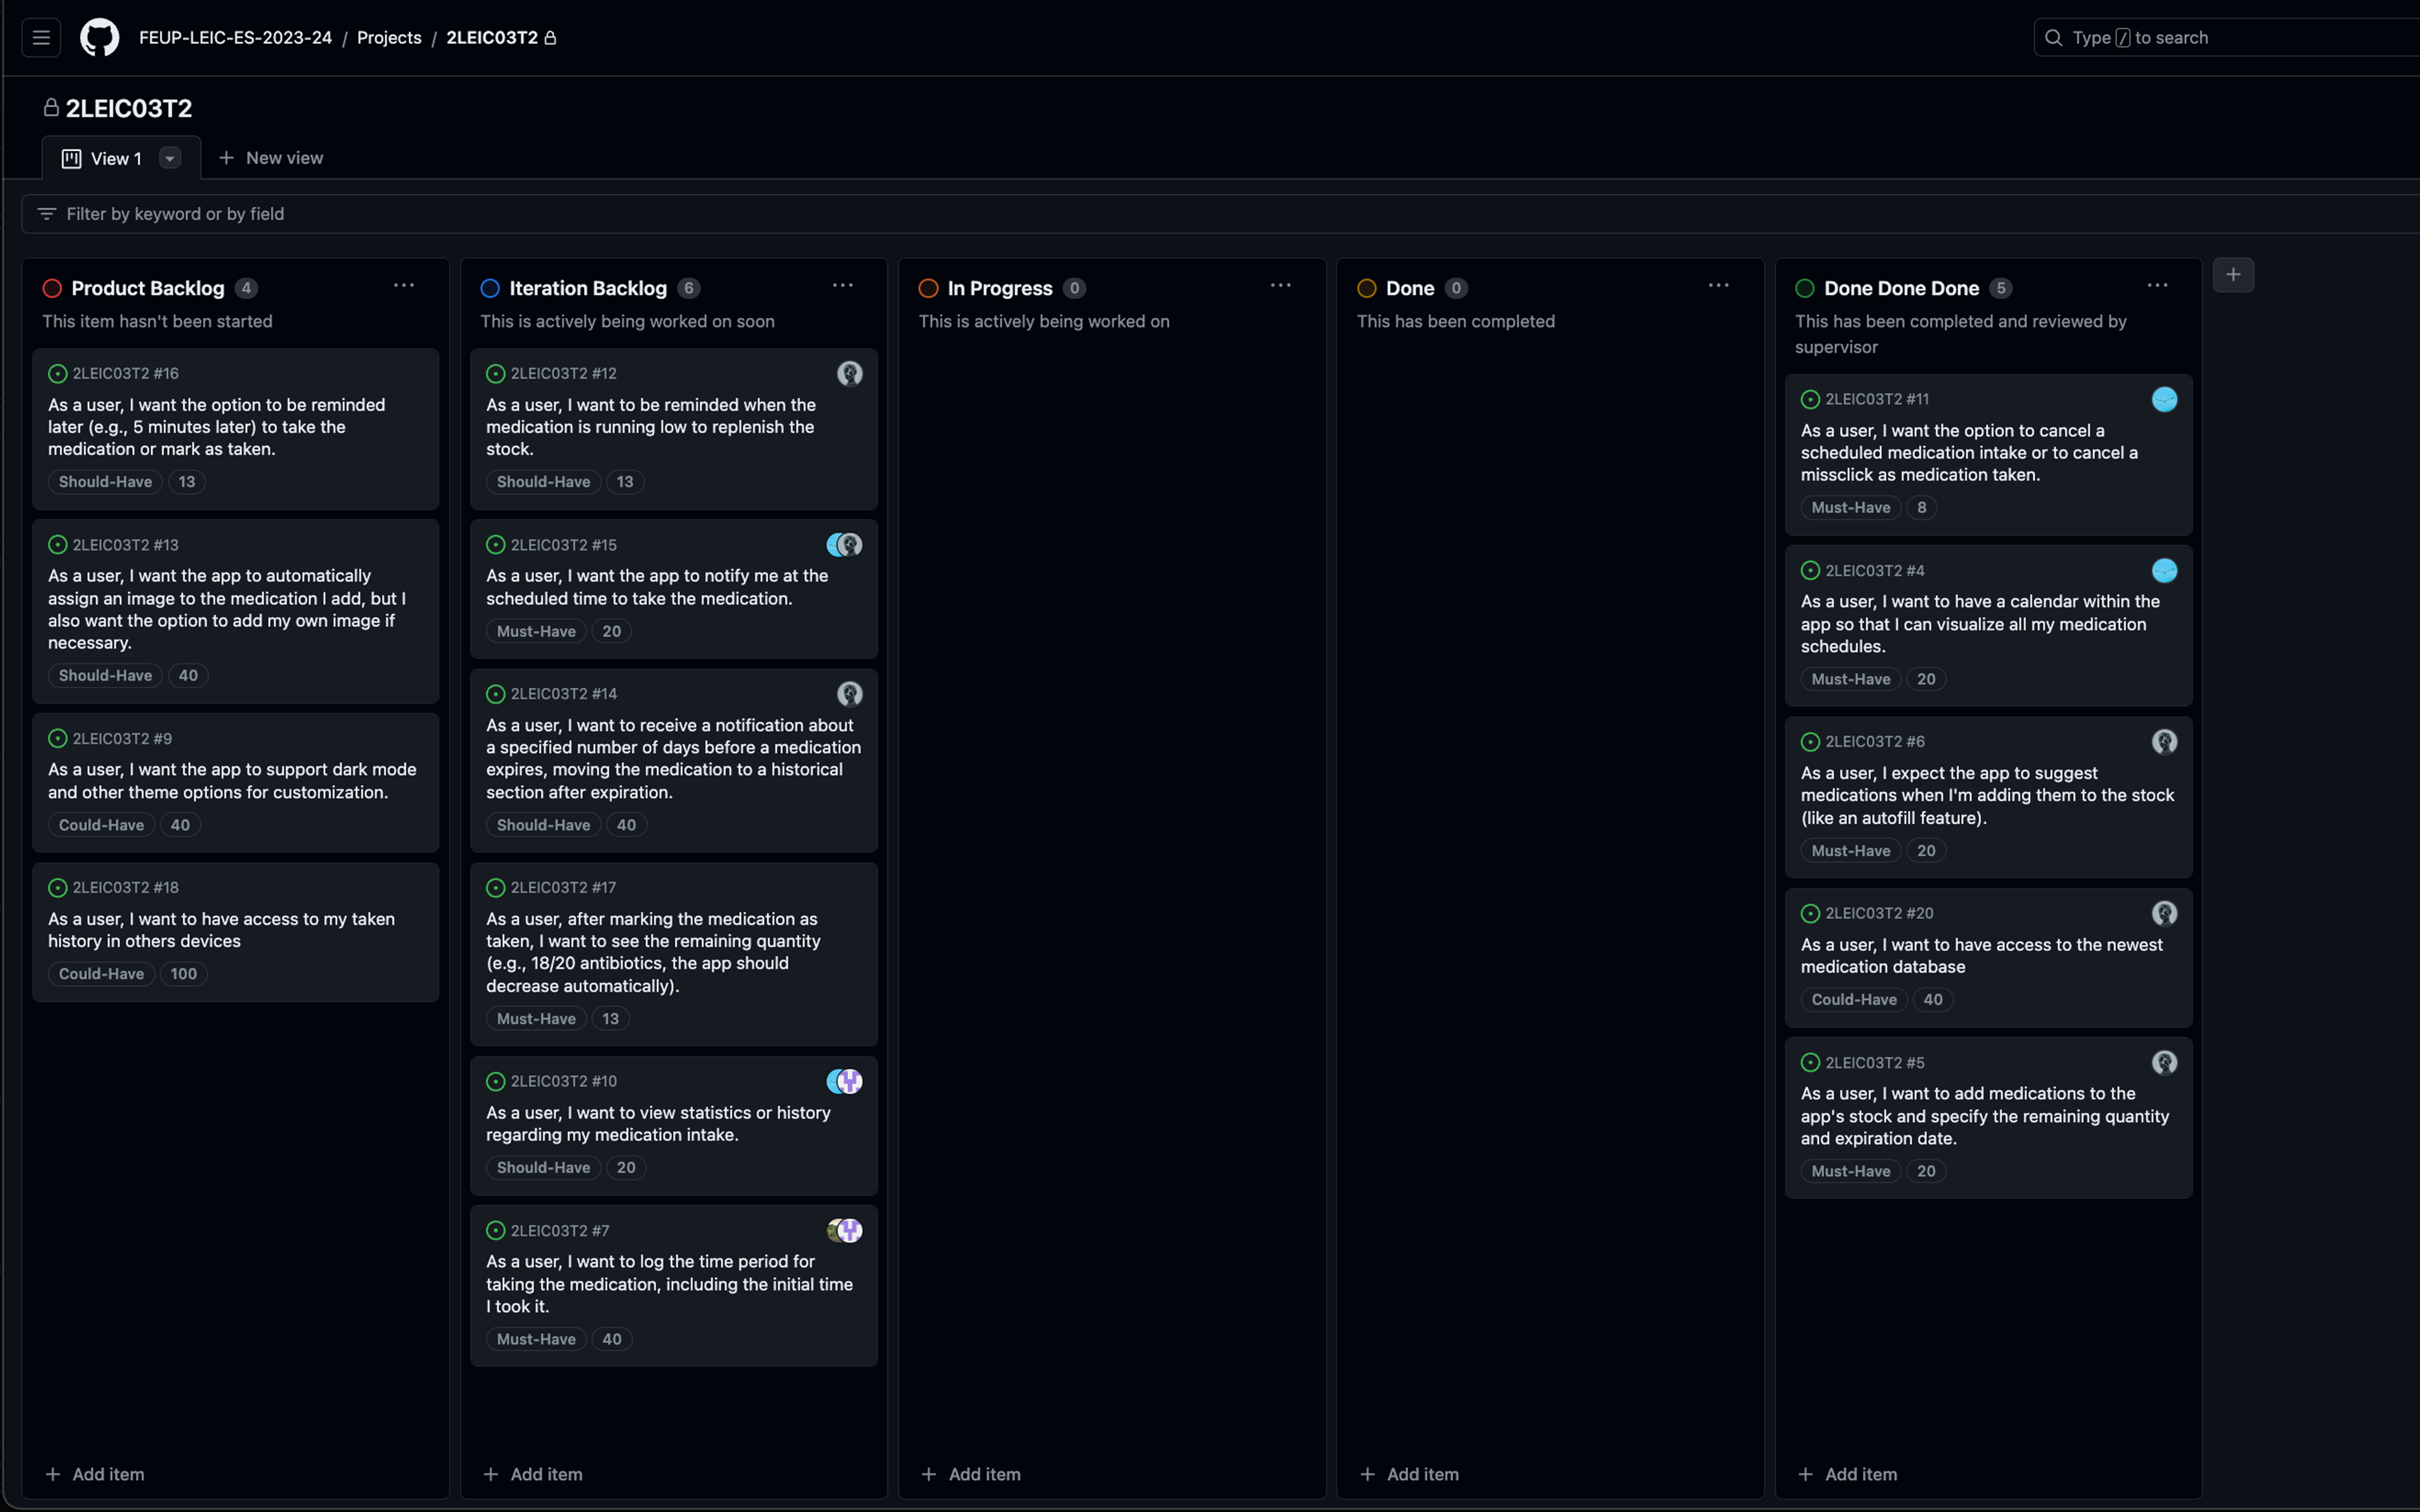 FEUP-LEIC-ES-2023-24 / Projects / 2LEIC03T2
Type / to search
2LEIC03T2
View 1
New view
Filter by keyword or by field
Product Backlog 4
This item hasn't been started
2LEIC03T2 #16
As a user, I want the option to be reminded
later (e.g., 5 minutes later) to take the
medication or mark as taken.
Should-Have 13
2LEIC03T2 #13
As a user, I want the app to automatically
assign an image to the medication I add, but I
also want the option to add my own image if
necessary.
Should-Have 40
2LEIC03T2 #9
As a user, I want the app to support dark mode
and other theme options for customization.
Could-Have 40
2LEIC03T2 #18
As a user, I want to have access to my taken
history in others devices
Could-Have 100
Add item
Iteration Backlog 6
This is actively being worked on soon
2LEIC03T2 #12
As a user, I want to be reminded when the
medication is running low to replenish the
stock.
Should-Have 13
2LEIC03T2 #15
As a user, I want the app to notify me at the
scheduled time to take the medication.
Must-Have 20
2LEIC03T2 #14
As a user, I want to receive a notification about
a specified number of days before a medication
expires, moving the medication to a historical
section after expiration.
Should-Have 40
2LEIC03T2 #17
As a user, after marking the medication as
taken, I want to see the remaining quantity
(e.g., 18/20 antibiotics, the app should
decrease automatically).
Must-Have 13
2LEIC03T2 #10
As a user, I want to view statistics or history
regarding my medication intake.
Should-Have 20
2LEIC03T2 #7
As a user, I want to log the time period for
taking the medication, including the initial time
I took it.
Must-Have 40
Add item
In Progress 0
This is actively being worked on
Add item
Done 0
This has been completed
Add item
Done Done Done 5
This has been completed and reviewed by
supervisor
2LEIC03T2 #11
As a user, I want the option to cancel a
scheduled medication intake or to cancel a
missclick as medication taken.
Must-Have 8
2LEIC03T2 #4
As a user, I want to have a calendar within the
app so that I can visualize all my medication
schedules.
Must-Have 20
2LEIC03T2 #6
As a user, I expect the app to suggest
medications when I'm adding them to the stock
(like an autofill feature).
Must-Have 20
2LEIC03T2 #20
As a user, I want to have access to the newest
medication database
Could-Have 40
2LEIC03T2 #5
As a user, I want to add medications to the
app's stock and specify the remaining quantity
and expiration date.
Must-Have 20
Add item